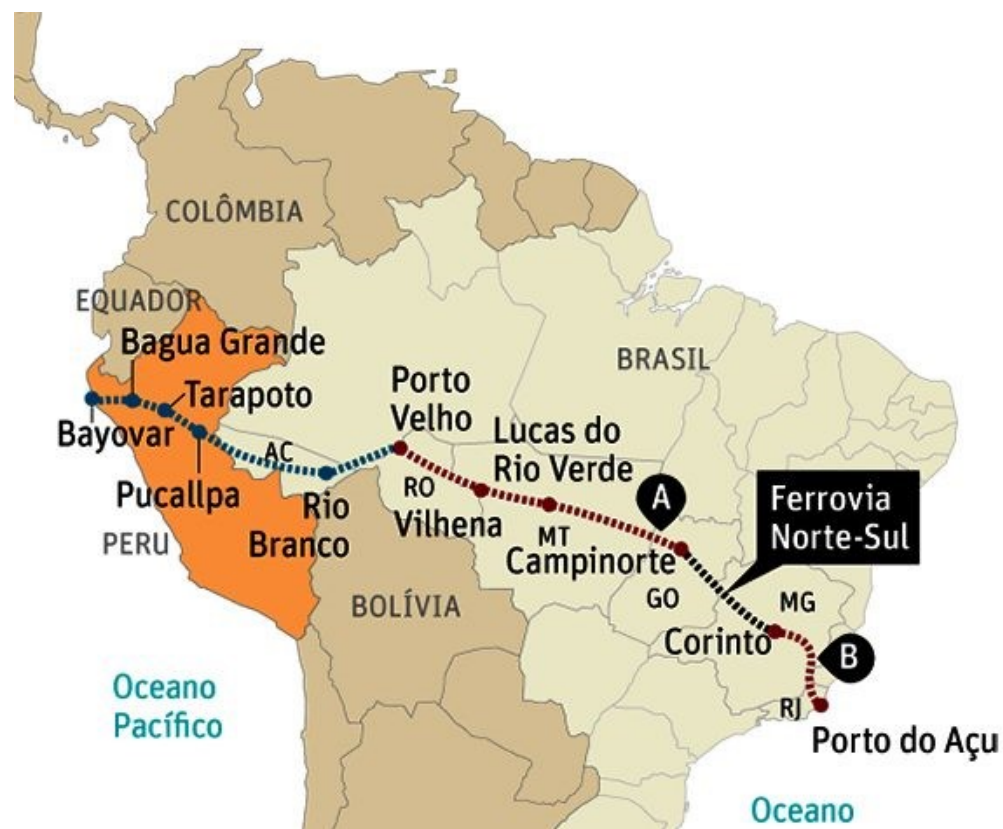 COLÔMBIA
EQUADOR
Bagua Grande
BRASIL
Tarapoto
Porto
Velho
Bayovar
Lucas do
Rio Verde
AC
Pucallpa
RO
A
Ferrovia
Norte-Sul
Rio
Branco
Vilhena
MT
PERU
Campinorte
GO
MG
BOLÍVIA
Corinto
B
Oceano
Pacífico
RJ
Porto do Açu
Oceano